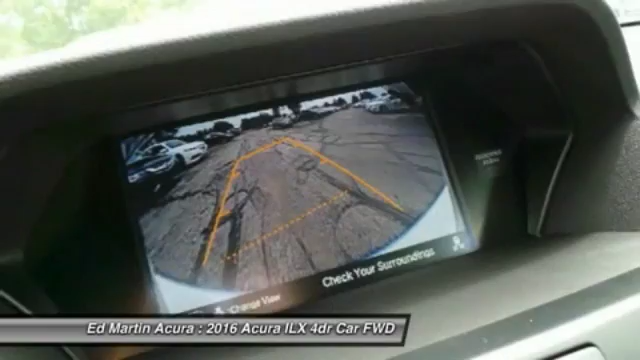 Check Your Surroundings
Change View
Ed Martin Acura : 2016 Acura ILX 4dr Car FWD